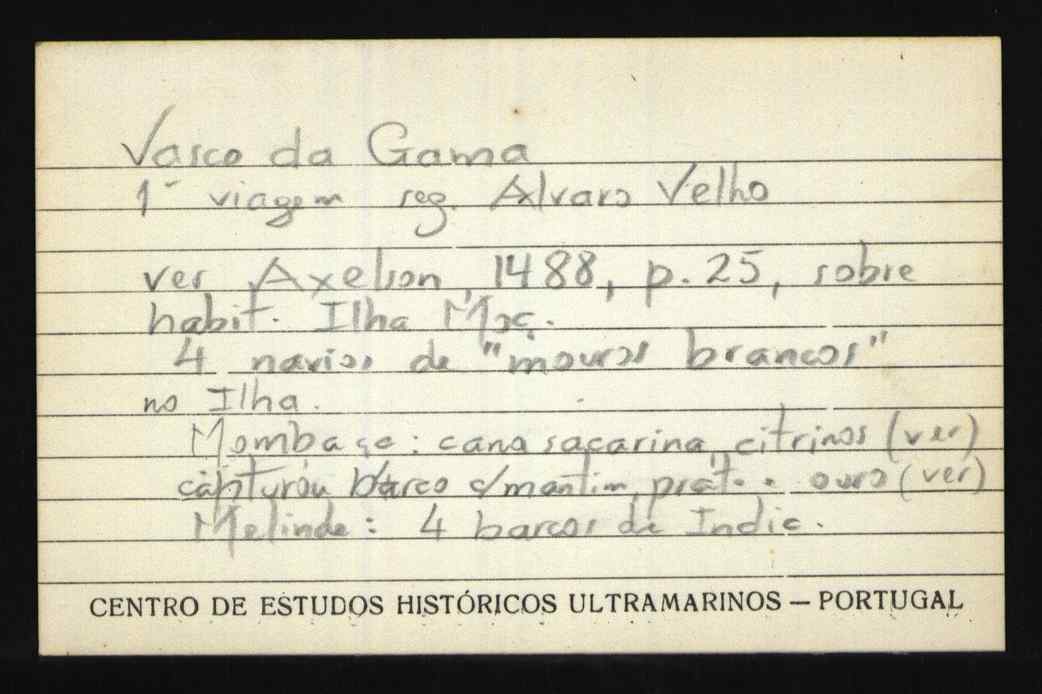 Vasco da Gama
1ª viagem seg. Alvaro Velho
ver Axelson, 1488, p. 25, sobre
habit. Ilha Moç.
4 navios de "mouros brancos"
na Ilha.
Mombaça: cana sacarina, citrinos (ver)
capturou barco c/mantim, prat. ouro (ver)
Melinde: 4 barcos da India.
CENTRO DE ESTUDOS HISTÓRICOS ULTRAMARINOS — PORTUGAL